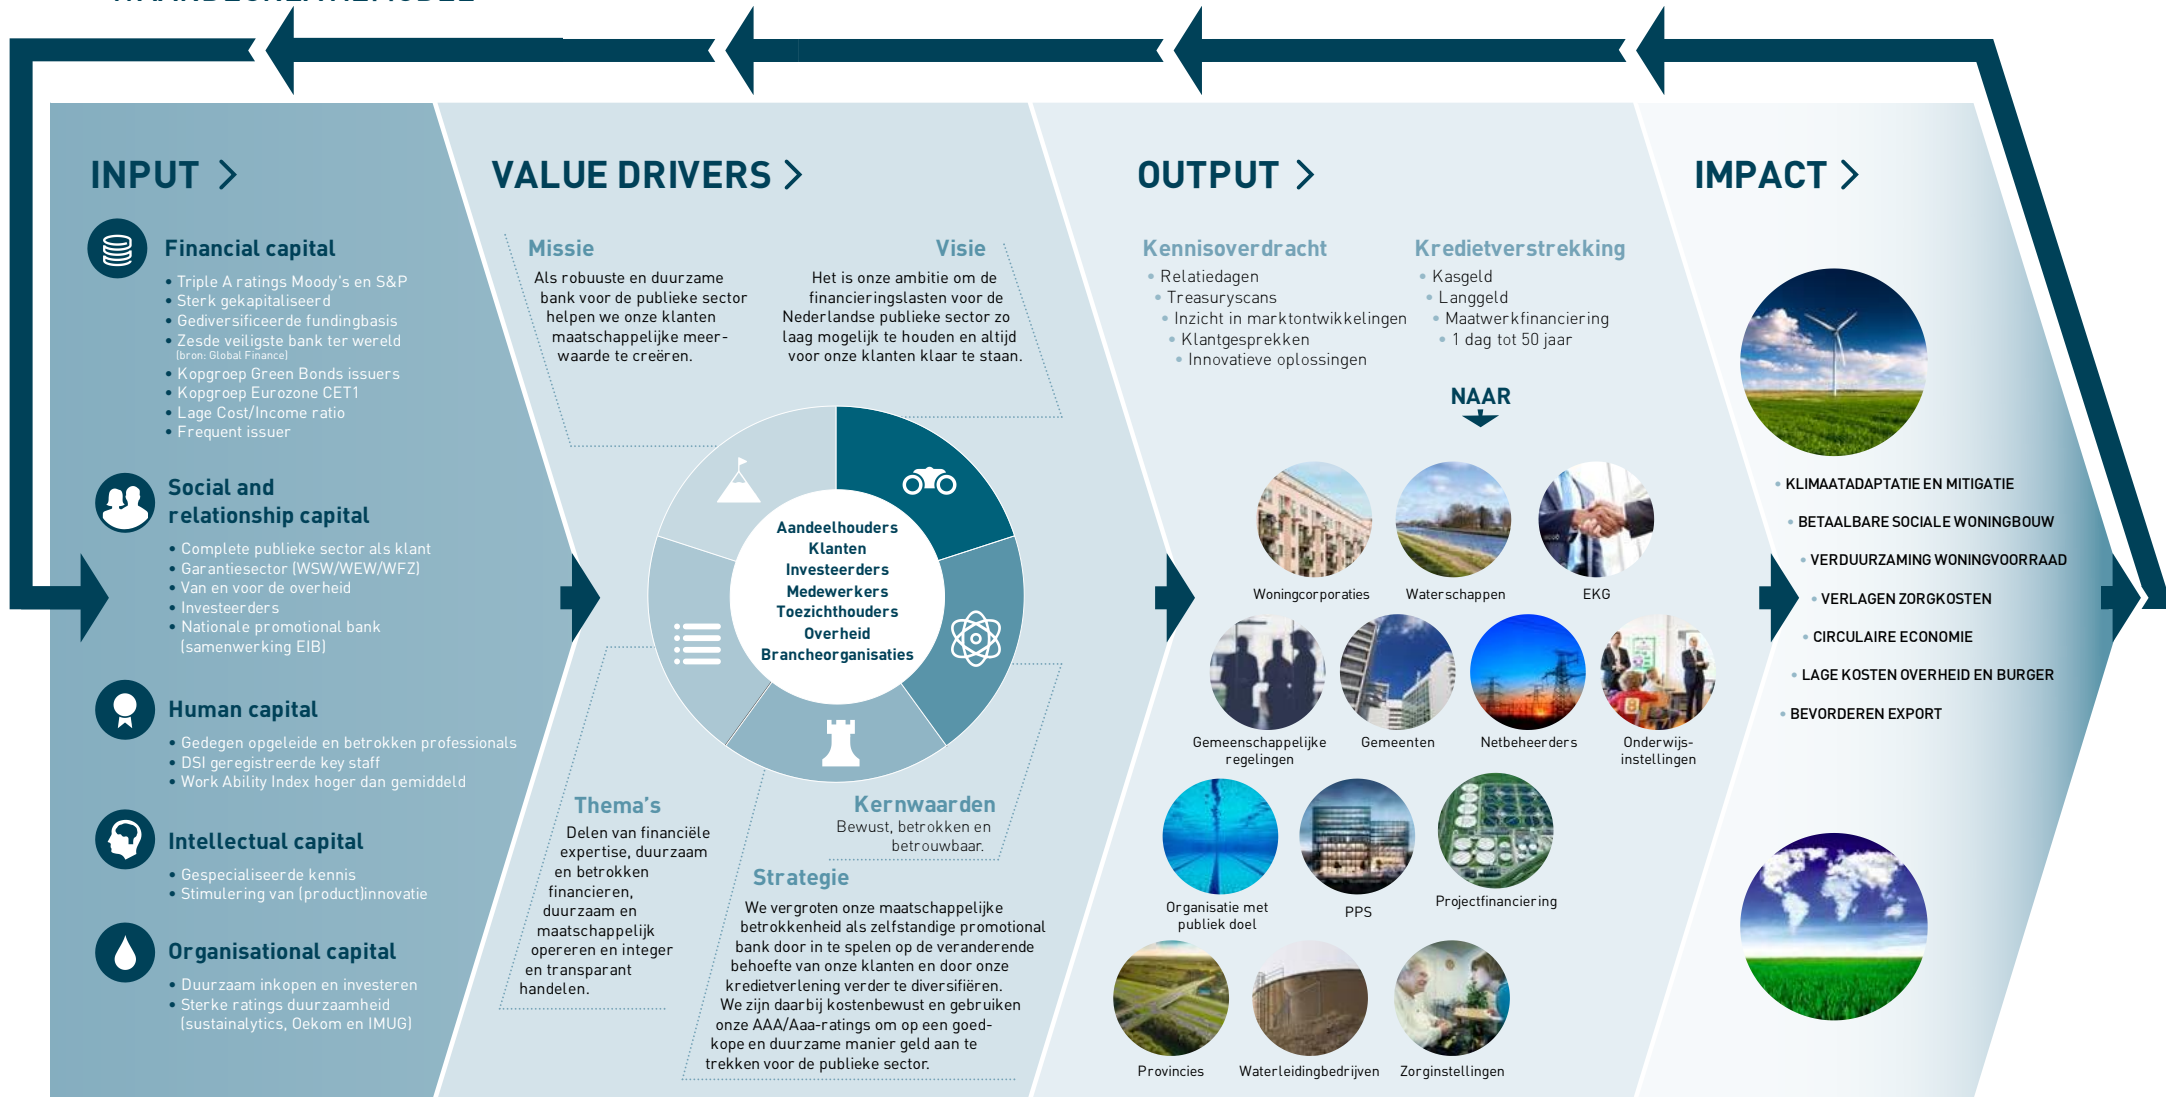 INPUT
Financial capital
• Triple A ratings Moody's en S&P
• Sterk gekapitaliseerd
• Gediversificeerde fundingbasis
• Zesde veiligste bank ter wereld
(bron: Global Finance)
• Kopgroep Green Bonds issuers
• Kopgroep Eurozone CET1
• Lage Cost/Income ratio
• Frequent issuer
Social and
relationship capital
• Complete publieke sector als klant
• Garantiesector (WSW/WEW/WFZ)
• Van en voor de overheid
• Investeerders
• Nationale promotional bank
(samenwerking EIB)
Human capital
• Gedegen opgeleide en betrokken professionals
• DSI geregistreerde key staff
• Work Ability Index hoger dan gemiddeld
Intellectual capital
• Gespecialiseerde kennis
• Stimulering van (product)innovatie
Organisational capital
• Duurzaam inkopen en investeren
• Sterke ratings duurzaamheid
(sustainalytics, Oekom en IMUG)
VALUE DRIVERS
Missie
Als robuuste en duurzame
bank voor de publieke sector
helpen we onze klanten
maatschappelijke meer-
waarde te creëren.
Visie
Het is onze ambitie om de
financieringslasten voor de
Nederlandse publieke sector zo
laag mogelijk te houden en altijd
voor onze klanten klaar te staan.
Aandeelhouders
Klanten
Investeerders
Medewerkers
Toezichthouders
Overheid
Brancheorganisaties
Thema's
Delen van financiële
expertise, duurzaam
en betrokken
financieren,
duurzaam en
maatschappelijk
opereren en integer
en transparant
handelen.
Kernwaarden
Bewust, betrokken en
betrouwbaar.
Strategie
We vergroten onze maatschappelijke
betrokkenheid als zelfstandige promotional
bank door in te spelen op de veranderende
behoefte van onze klanten en door onze
kredietverlening verder te diversifiëren.
We zijn daarbij kostenbewust en gebruiken
onze AAA/Aaa-ratings om op een goed-
kope en duurzame manier geld aan te
trekken voor de publieke sector.
OUTPUT
Kennisoverdracht
• Relatiedagen
• Treasuryscans
• Inzicht in marktontwikkelingen
• Klantgesprekken
• Innovatieve oplossingen
Kredietverstrekking
• Kasgeld
• Langgeld
• Maatwerkfinanciering
• 1 dag tot 50 jaar
NAAR
Woningcorporaties
Waterschappen
EKG
Gemeenschappelijke
regelingen
Gemeenten
Netbeheerders
Onderwijs-
instellingen
Organisatie met
publiek doel
PPS
Projectfinanciering
Provincies
Waterleidingbedrijven
Zorginstellingen
IMPACT
• KLIMAATADAPTATIE EN MITIGATIE
• BETAALBARE SOCIALE WONINGBOUW
• VERDUURZAMING WONINGVOORRAAD
• VERLAGEN ZORGKOSTEN
• CIRCULAIRE ECONOMIE
• LAGE KOSTEN OVERHEID EN BURGER
• BEVORDEREN EXPORT